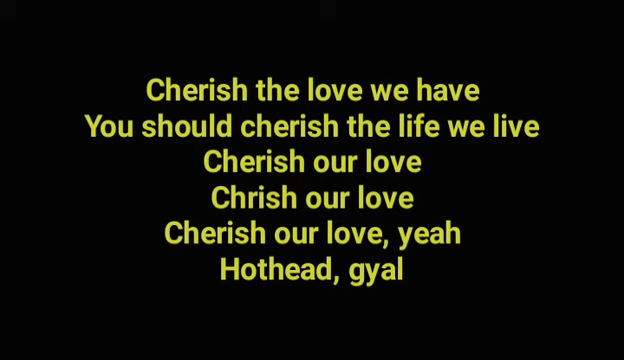 Cherish the love we have
You should cherish the life we live
Cherish our love
Chrish our love
Cherish our love, yeah
Hothead, gyal